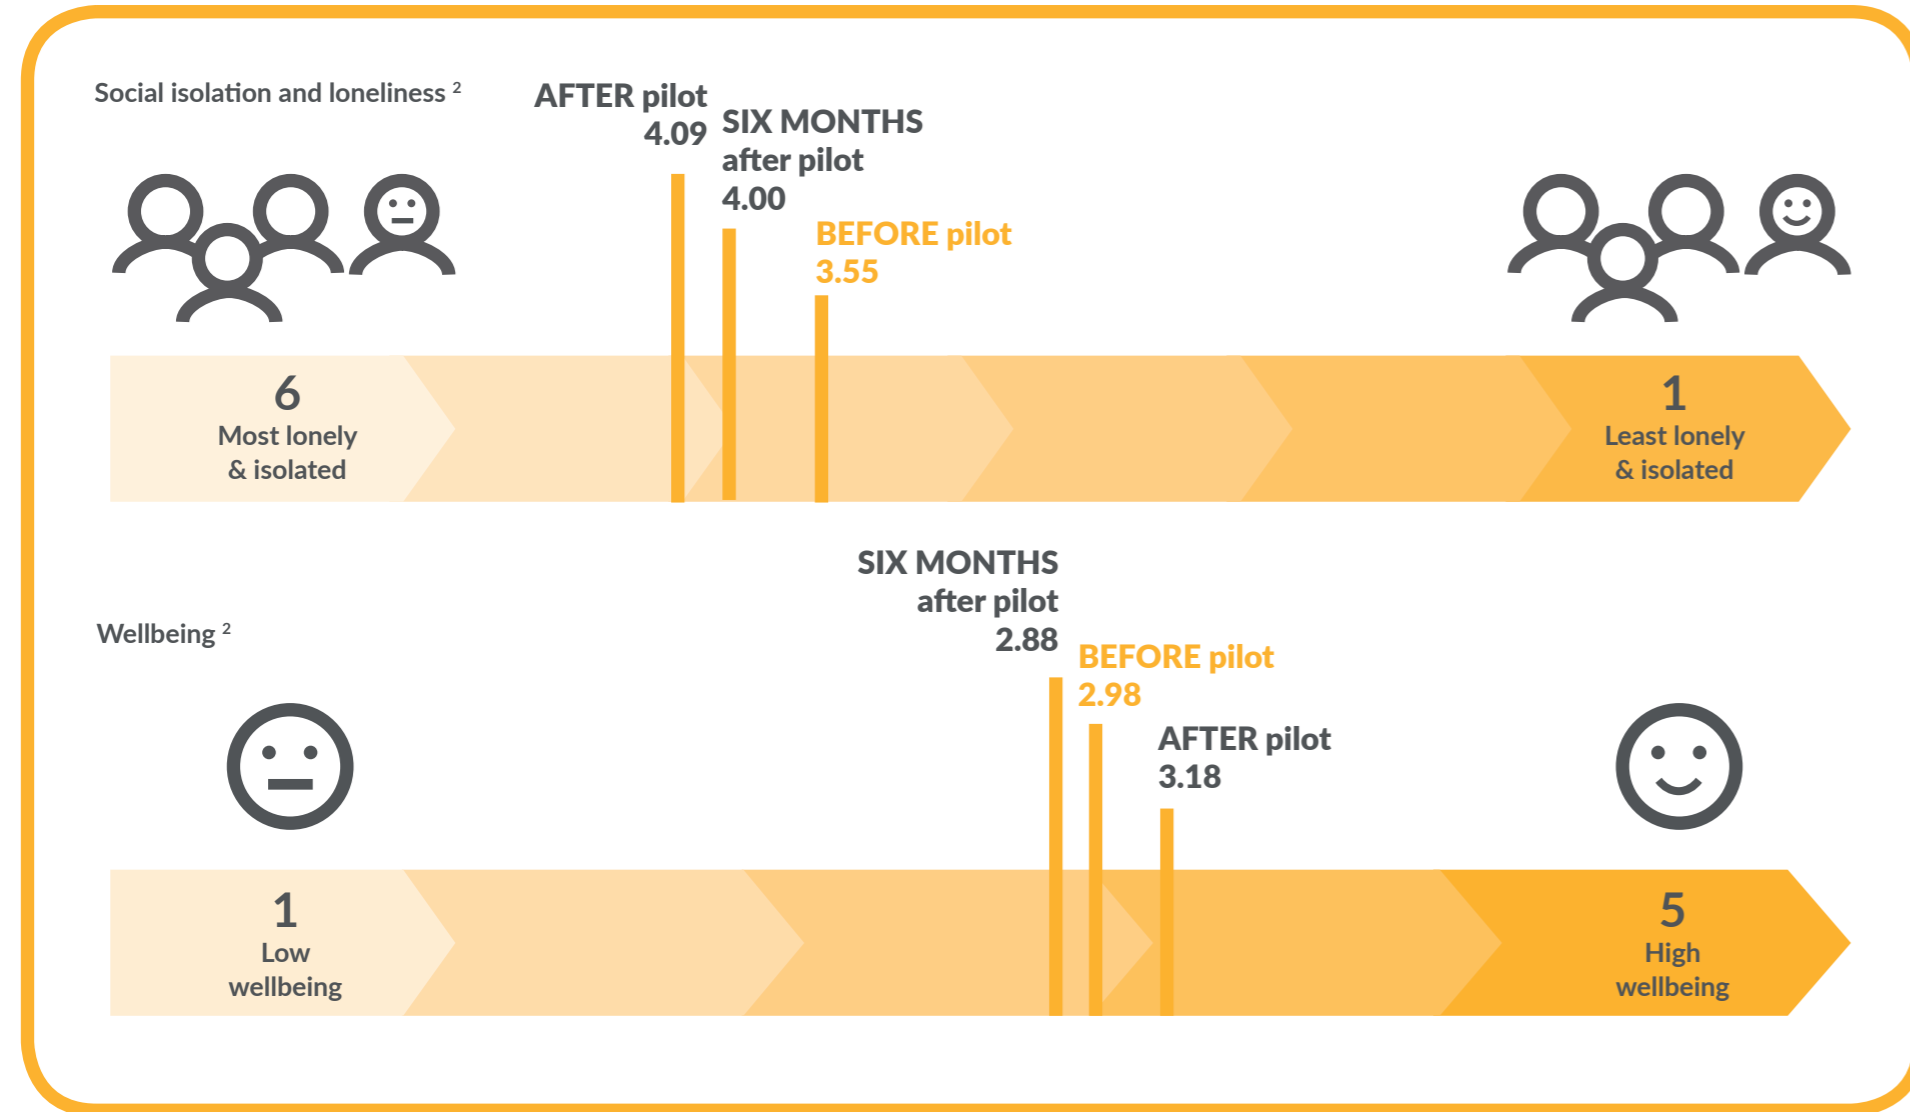 Social isolation and loneliness 2
AFTER pilot
4.09
SIX MONTHS
after pilot
4.00
BEFORE pilot
3.55
6
Most lonely
& isolated
1
Least lonely
& isolated
Wellbeing 2
SIX MONTHS
after pilot
2.88
BEFORE pilot
2.98
AFTER pilot
3.18
1
Low
wellbeing
5
High
wellbeing